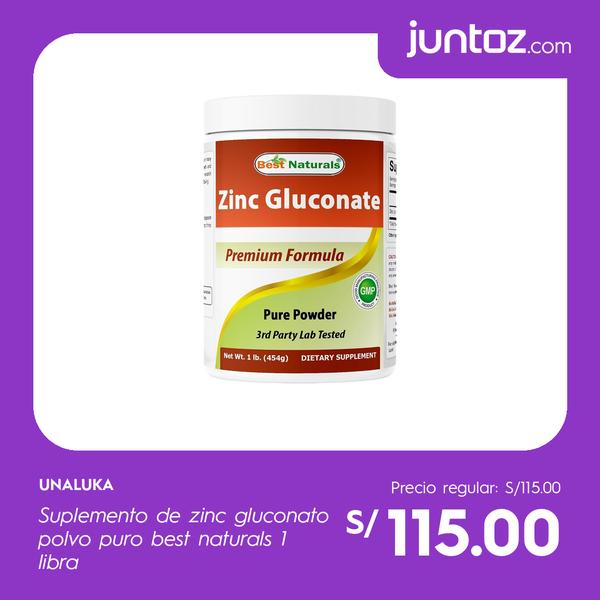 juntoz.com
Best Naturals®
Zinc Gluconate
Premium Formula
GMP
Pure Powder
3rd Party Lab Tested
Net Wt. 1 lb. (454g) DIETARY SUPPLEMENT
UNALUKA
Suplemento de zinc gluconato
polvo puro best naturals 1
libra
Precio regular: S/115.00
S/ 115.00